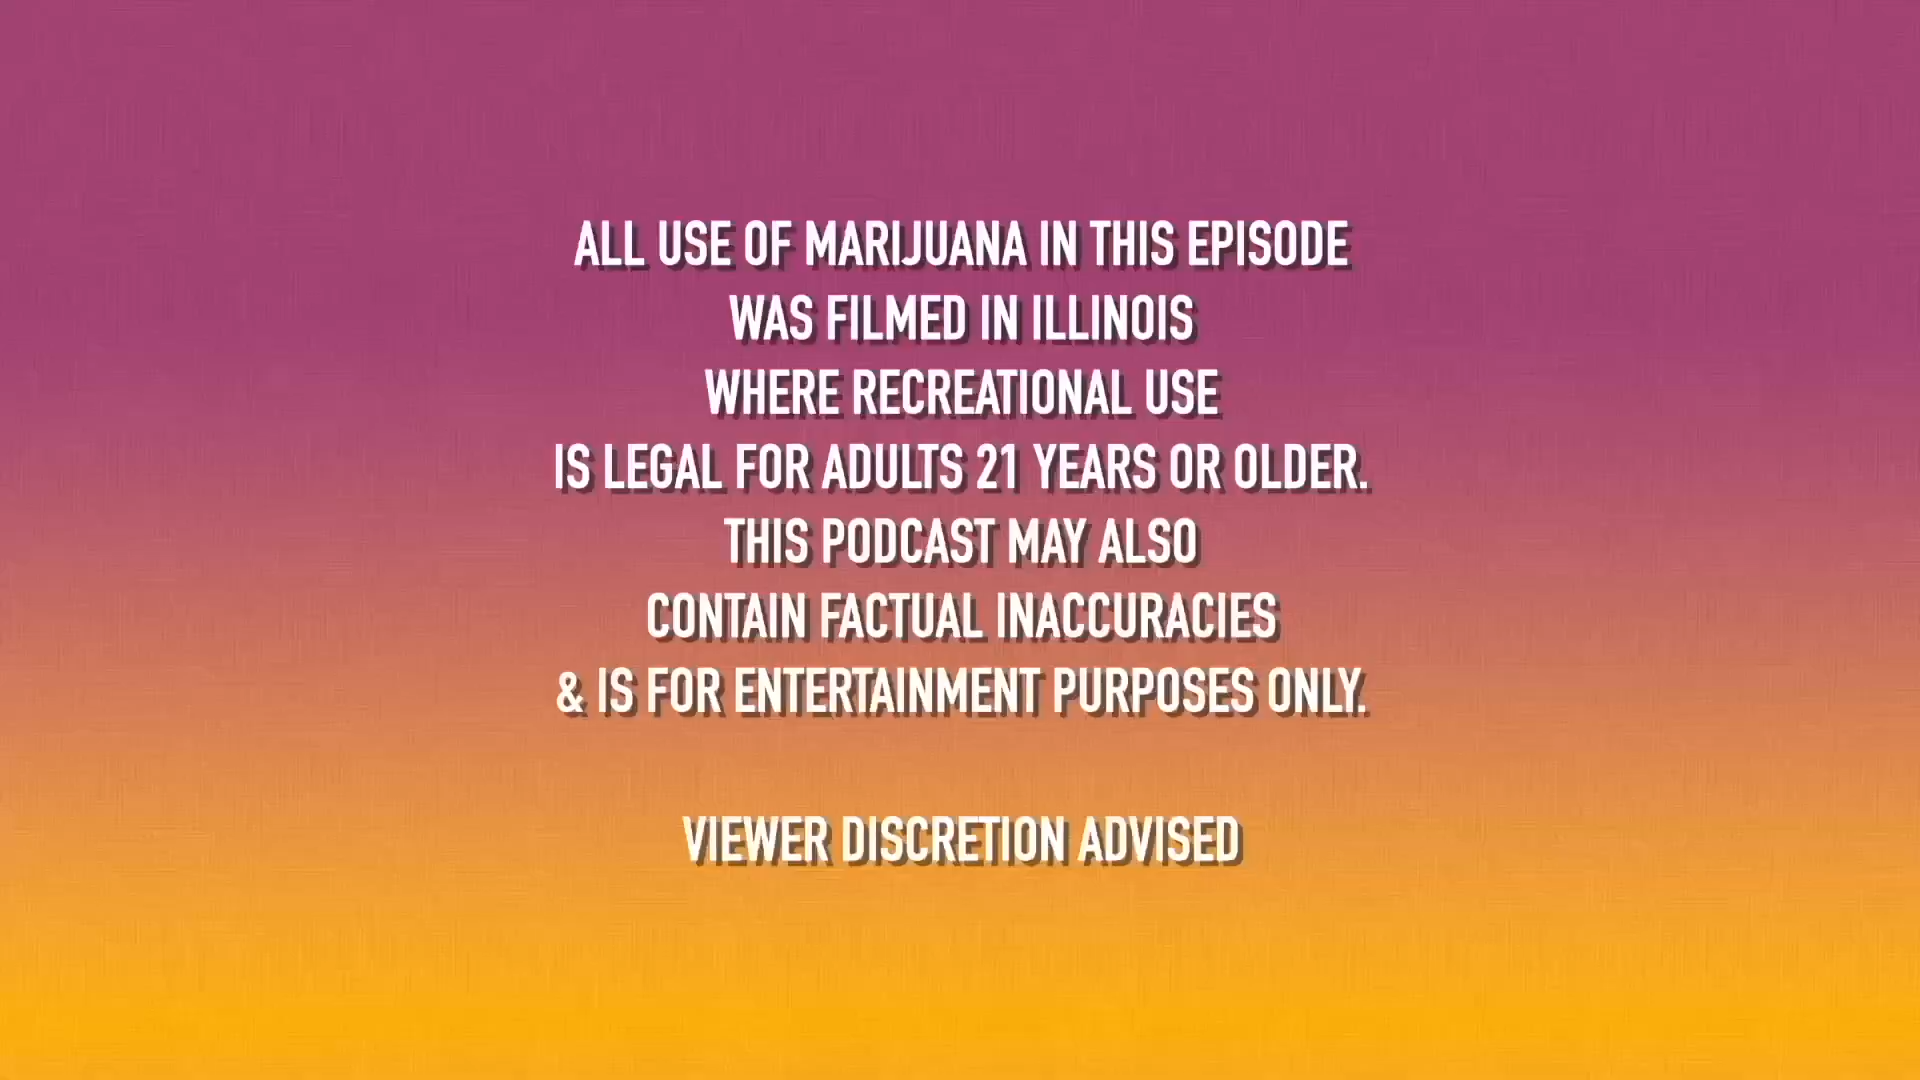 ALL USE OF MARIJUANA IN THIS EPISODE
WAS FILMED IN ILLINOIS
WHERE RECREATIONAL USE
IS LEGAL FOR ADULTS 21 YEARS OR OLDER.
THIS PODCAST MAY ALSO
CONTAIN FACTUAL INACCURACIES
& IS FOR ENTERTAINMENT PURPOSES ONLY.
VIEWER DISCRETION ADVISED